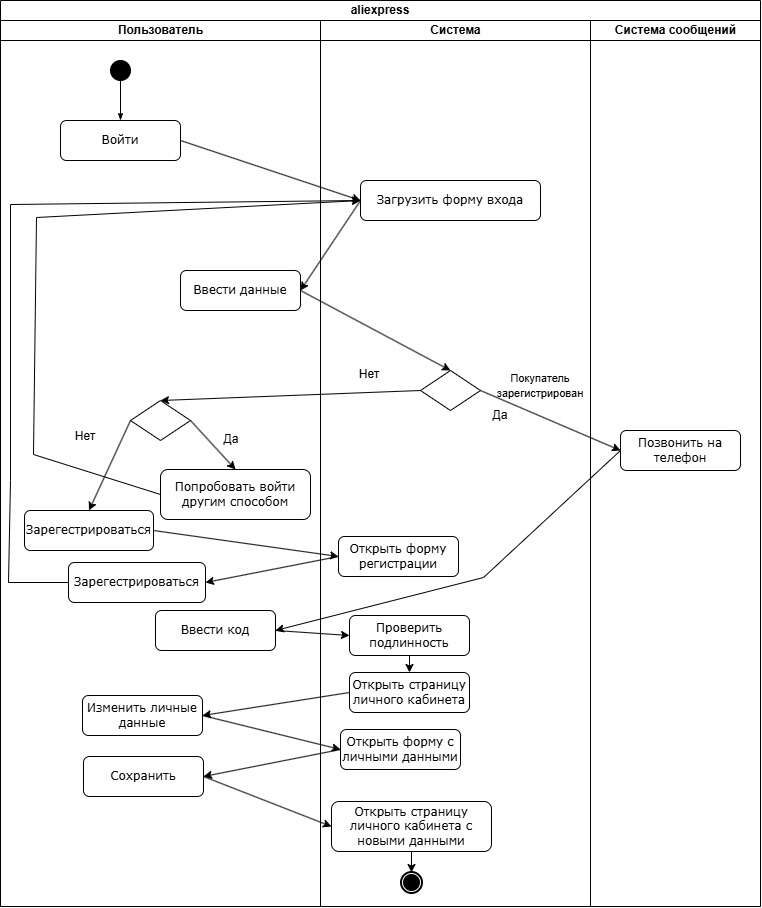 aliexpress
Пользователь
Система
Система сообщений
Войти
Загрузить форму входа
Ввести данные
Нет
Покупатель
зарегистрирован
Да
Нет
Да
Позвонить на
телефон
Попробовать войти
другим способом
Зарегестрироваться
Открыть форму
регистрации
Зарегестрироваться
Ввести код
Проверить
подлинность
Открыть страницу
личного кабинета
Изменить личные
данные
Открыть форму с
личными данными
Сохранить
Открыть страницу
личного кабинета с
новыми данными